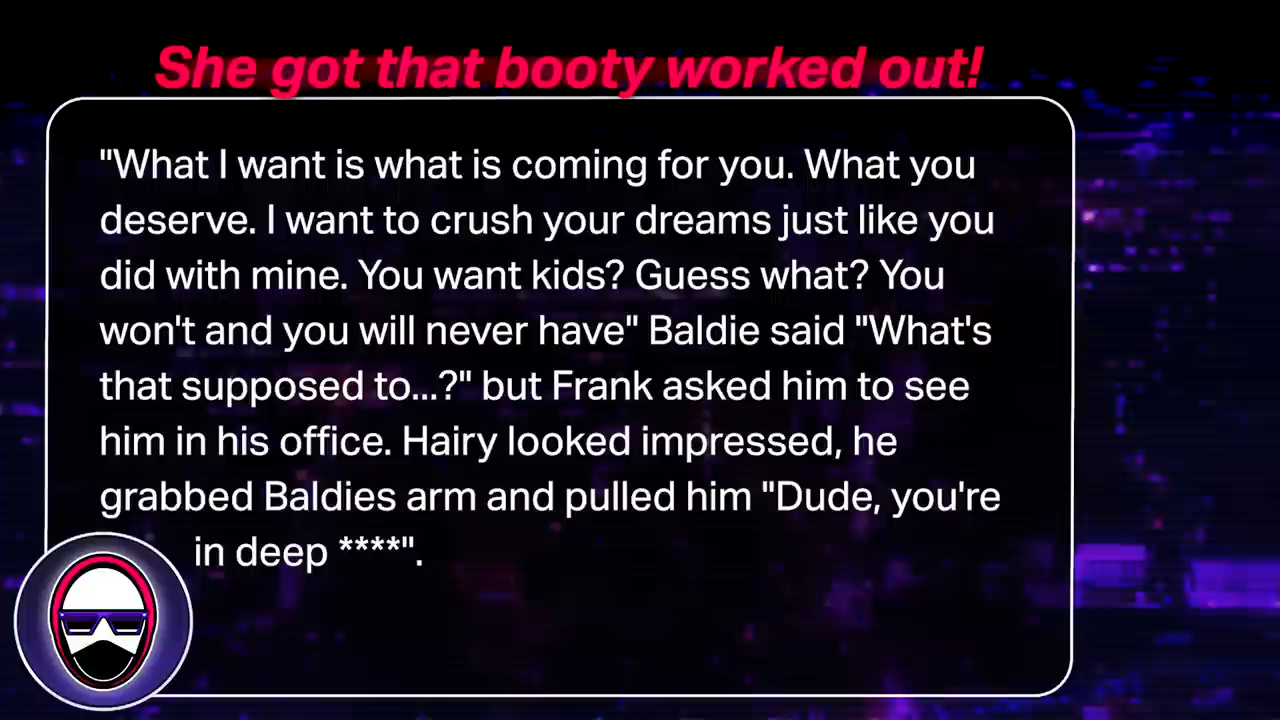 She got that booty worked out!
"What I want is what is coming for you. What you
deserve. I want to crush your dreams just like you
did with mine. You want kids? Guess what? You
won't and you will never have" Baldie said "What's
that supposed to...?" but Frank asked him to see
him in his office. Hairy looked impressed, he
grabbed Baldies arm and pulled him "Dude, you're
in deep ****".